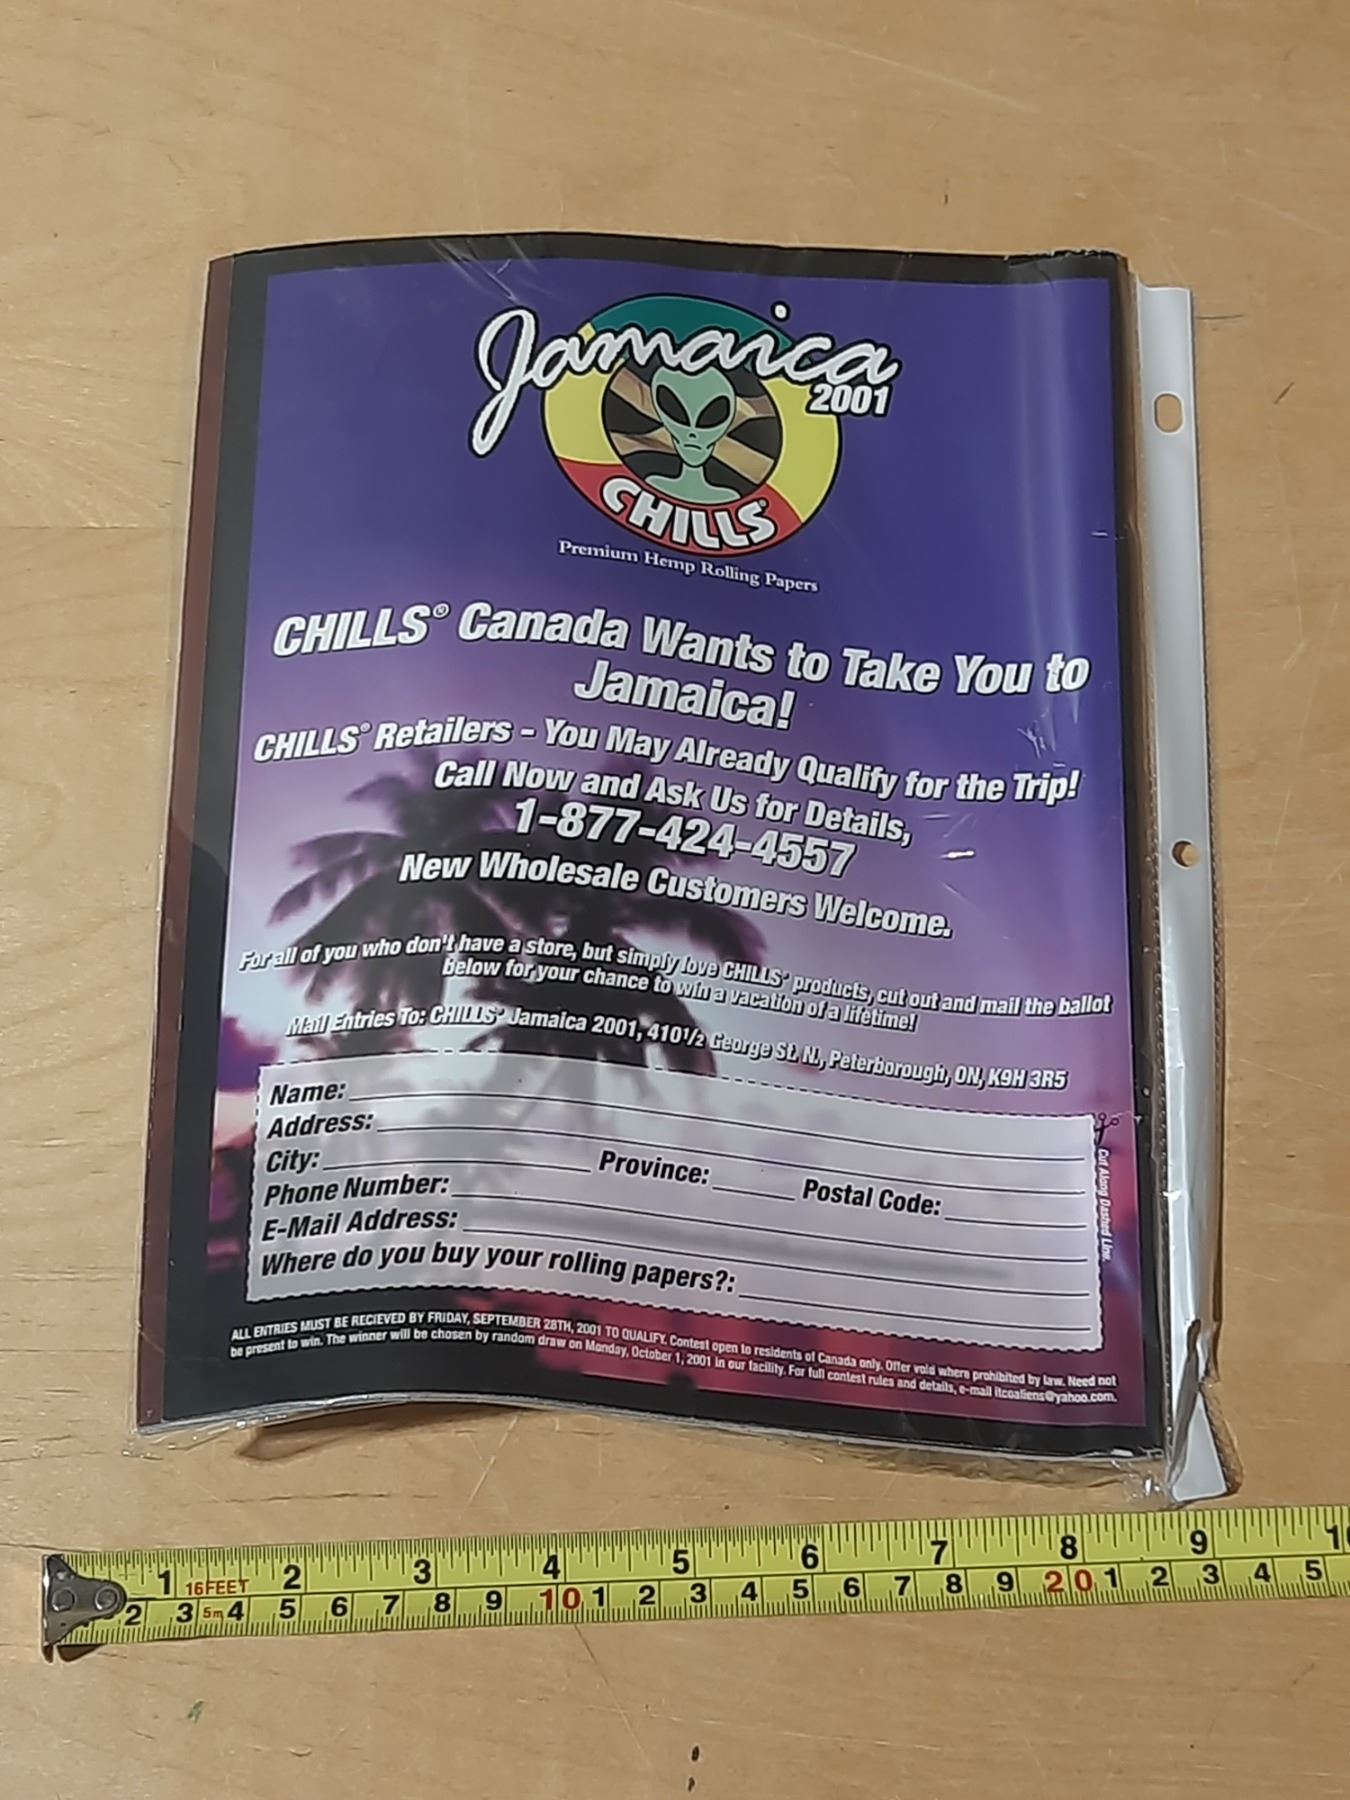 Jamaica
2001
CHILLS®
Premium Hemp Rolling Papers
CHILLS® Canada Wants to Take You to
Jamaica!
CHILLS® Retailers - You May Already Qualify for the Trip!
Call Now and Ask Us for Details,
1-877-424-4557
New Wholesale Customers Welcome.
For all of you who don't have a store, but simply love CHILLS® products, cut out and mail the ballot
below for your chance to win a vacation of a lifetime!
Mail Entries To: CHILLS® Jamaica 2001, 410½ George St. N., Peterborough, ON, K9H 3R5
Name:
Address:
City: Province: Postal Code:
Phone Number:
E-Mail Address:
Where do you buy your rolling papers?:
Cut Along Dashed Line.
ALL ENTRIES MUST BE RECIEVED BY FRIDAY, SEPTEMBER 28TH, 2001 TO QUALIFY. Contest open to residents of Canada only. Offer void where prohibited by law. Need not
be present to win. The winner will be chosen by random draw on Monday, October 1, 2001 in our facility. For full contest rules and details, e-mail itcoaliens@yahoo.com.
1 16FEET 2 3 4 5 6 7 8 9 10
2 3 5m 4 5 6 7 8 9 10 1 2 3 4 5 6 7 8 9 20 1 2 3 4 5